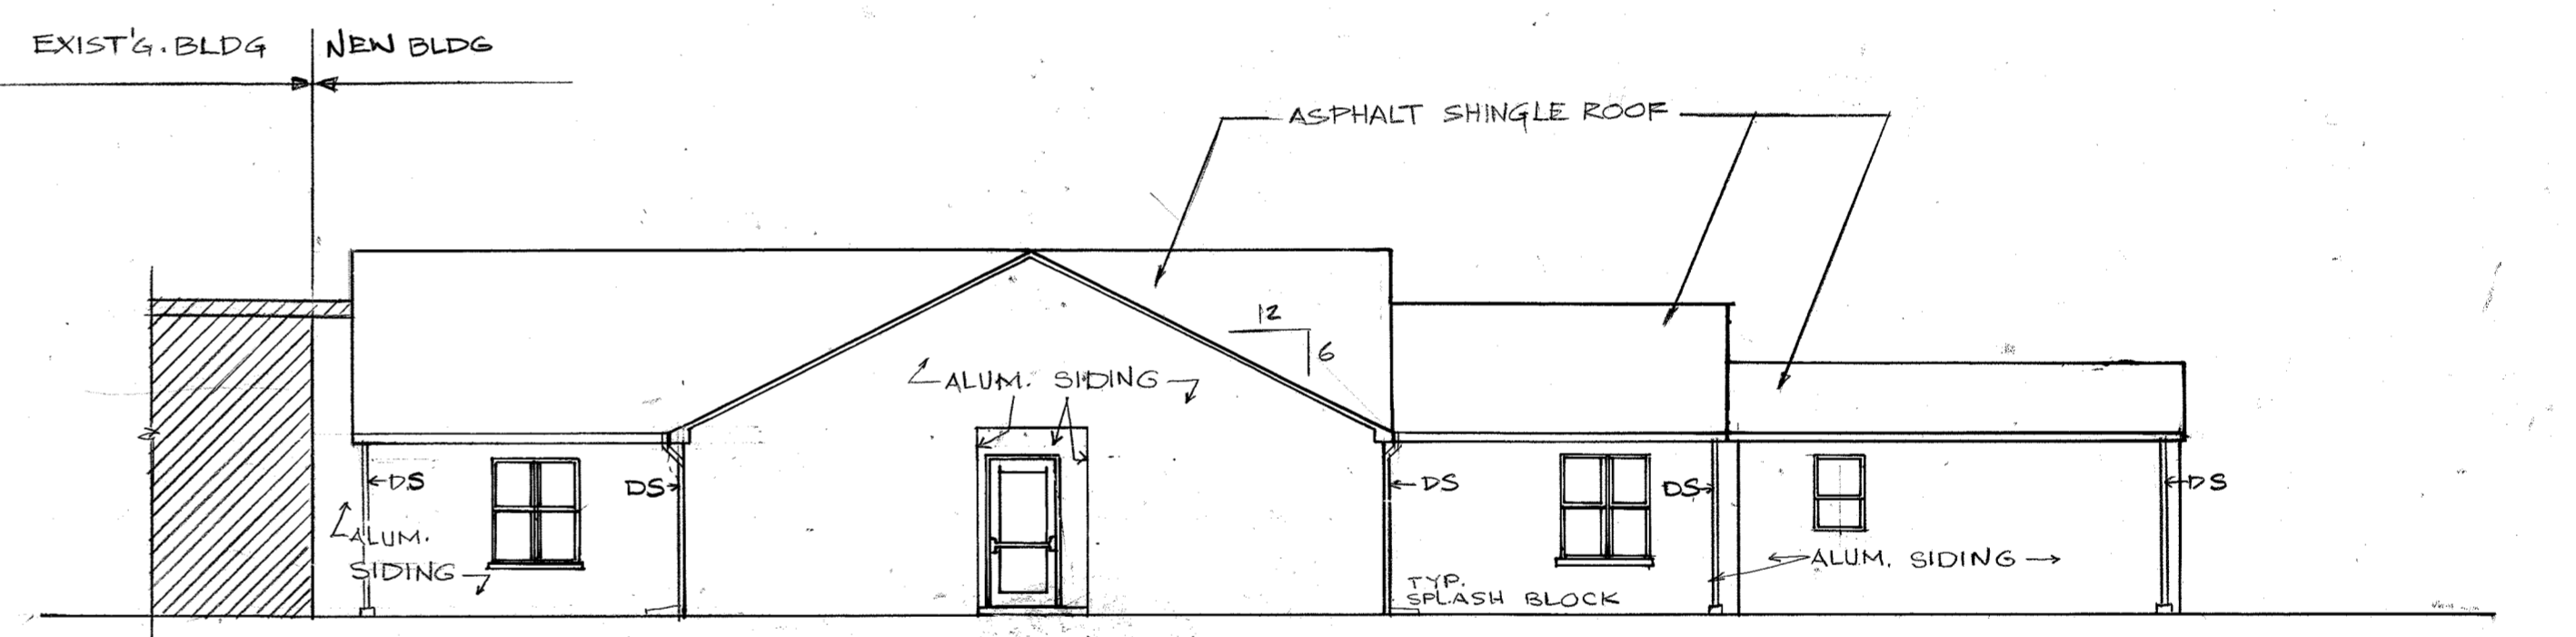 EXIST'G. BLDG
NEW BLDG
ASPHALT SHINGLE ROOF
12
6
ALUM. SIDING
DS
DS
DS
DS
DS
ALUM.
SIDING
ALUM. SIDING
TYP.
SPLASH BLOCK